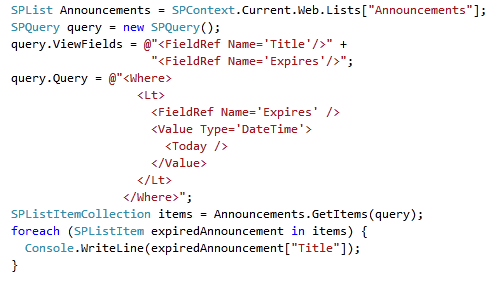 SPList Announcements = SPContext.Current.Web.Lists["Announcements"];
SPQuery query = new SPQuery();
query.ViewFields = @"<FieldRef Name='Title'/>" +
"<FieldRef Name='Expires'/>";
query.Query = @"<Where>
<Lt>
<FieldRef Name='Expires' />
<Value Type='DateTime'>
<Today />
</Value>
</Lt>
</Where>";
SPListItemCollection items = Announcements.GetItems(query);
foreach (SPListItem expiredAnnouncement in items) {
Console.WriteLine(expiredAnnouncement["Title"]);
}